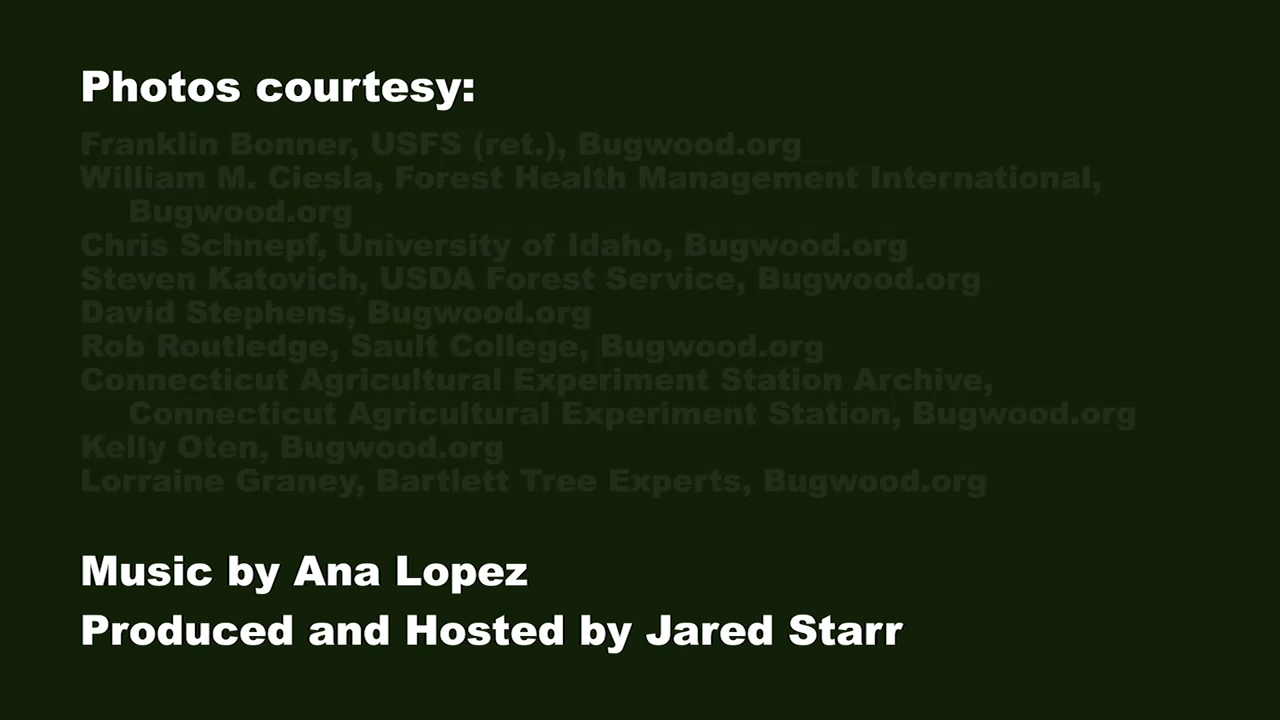 Photos courtesy:
Franklin Bonner, USFS (ret.), Bugwood.org
William M. Ciesla, Forest Health Management International,
Bugwood.org
Chris Schnepf, University of Idaho, Bugwood.org
Steven Katovich, USDA Forest Service, Bugwood.org
David Stephens, Bugwood.org
Rob Routledge, Sault College, Bugwood.org
Connecticut Agricultural Experiment Station Archive,
Connecticut Agricultural Experiment Station, Bugwood.org
Kelly Oten, Bugwood.org
Lorraine Graney, Bartlett Tree Experts, Bugwood.org
Music by Ana Lopez
Produced and Hosted by Jared Starr